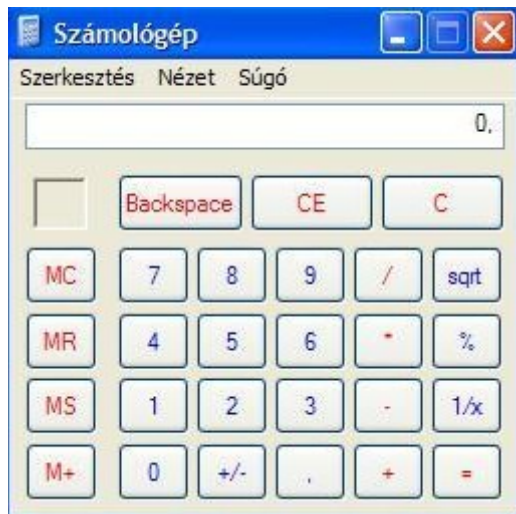 Számológép
Szerkesztés Nézet Súgó
0,
Backspace CE C
MC 7 8 9 / sqrt
MR 4 5 6 * %
MS 1 2 3 - 1/x
M+ 0 +/- , + =